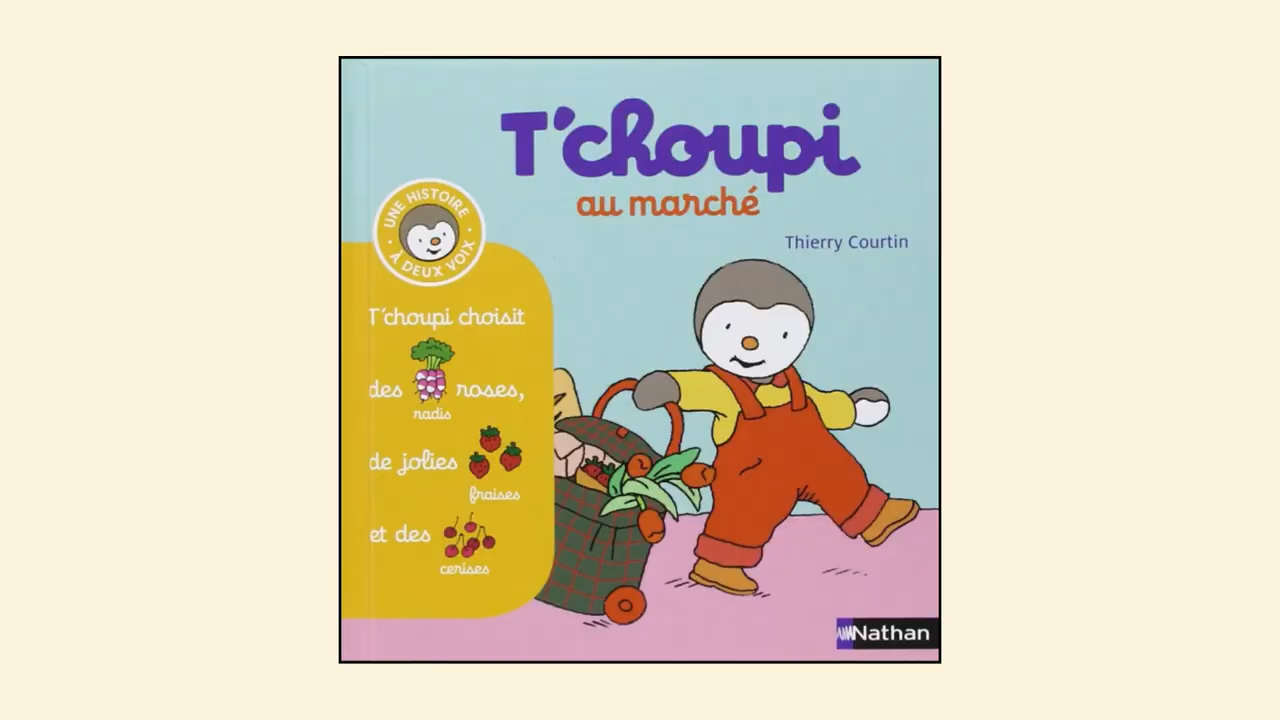 T'choupi
au marché
Thierry Courtin
UNE HISTOIRE
À DEUX VOIX
T'choupi choisit
des roses,
radis
de jolies
fraises
et des
cerises
Nathan